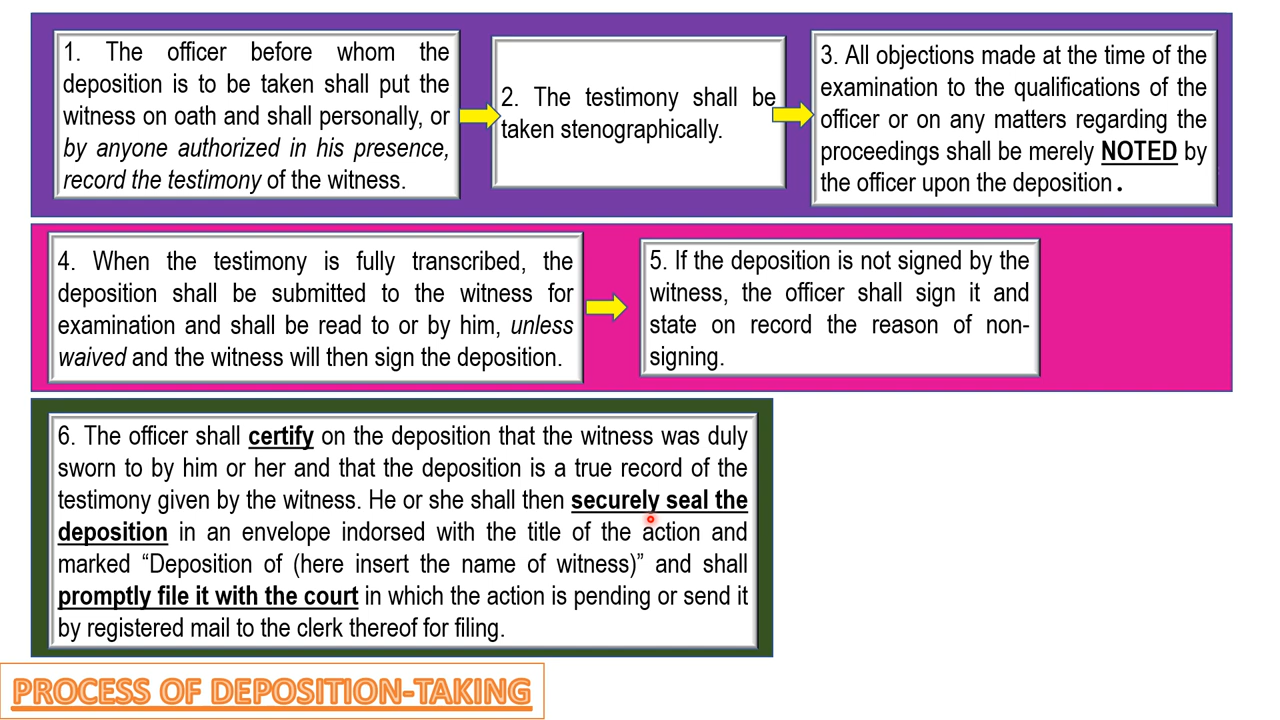 1. The officer before whom the
deposition is to be taken shall put the
witness on oath and shall personally, or
by anyone authorized in his presence,
record the testimony of the witness.
2. The testimony shall be
taken stenographically.
3. All objections made at the time of the
examination to the qualifications of the
officer or on any matters regarding the
proceedings shall be merely NOTED by
the officer upon the deposition.
4. When the testimony is fully transcribed, the
deposition shall be submitted to the witness for
examination and shall be read to or by him, unless
waived and the witness will then sign the deposition.
5. If the deposition is not signed by the
witness, the officer shall sign it and
state on record the reason of non-
signing.
6. The officer shall certify on the deposition that the witness was duly
sworn to by him or her and that the deposition is a true record of the
testimony given by the witness. He or she shall then securely seal the
deposition in an envelope indorsed with the title of the action and
marked “Deposition of (here insert the name of witness)” and shall
promptly file it with the court in which the action is pending or send it
by registered mail to the clerk thereof for filing.
PROCESS OF DEPOSITION-TAKING